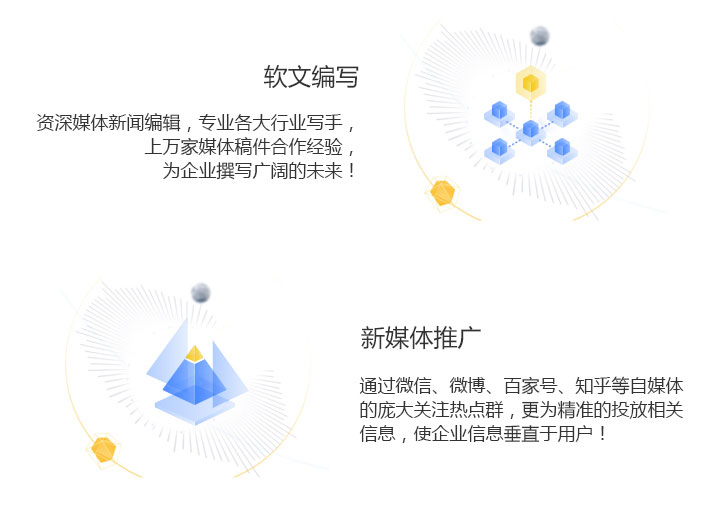 软文编写
资深媒体新闻编辑，专业各大行业写手，
上万家媒体稿件合作经验，
为企业撰写广阔的未来！
新媒体推广
通过微信、微博、百家号、知乎等自媒体
的庞大关注热点群，更为精准的投放相关
信息，使企业信息垂直于用户！